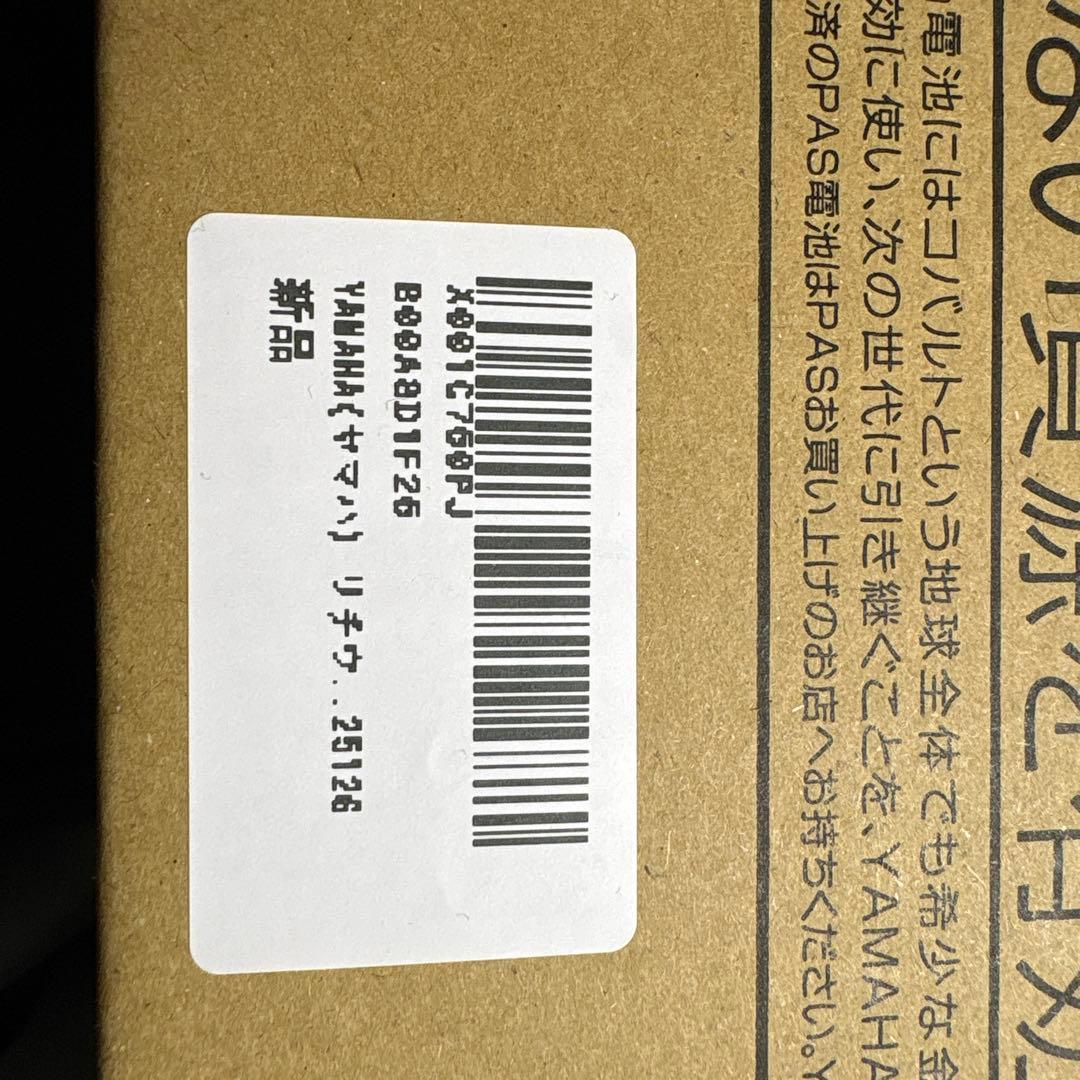 X001C760PJ
B00A8D1F26
YAMAHA(ヤマハ) リチウ..25126
新品
電池にはコバルトという地球全体でも希少な金
効に使い、次の世代に引き継ぐことを、YAMAHA
済のPAS電池はPASお買い上げのお店へお持ちください。Y